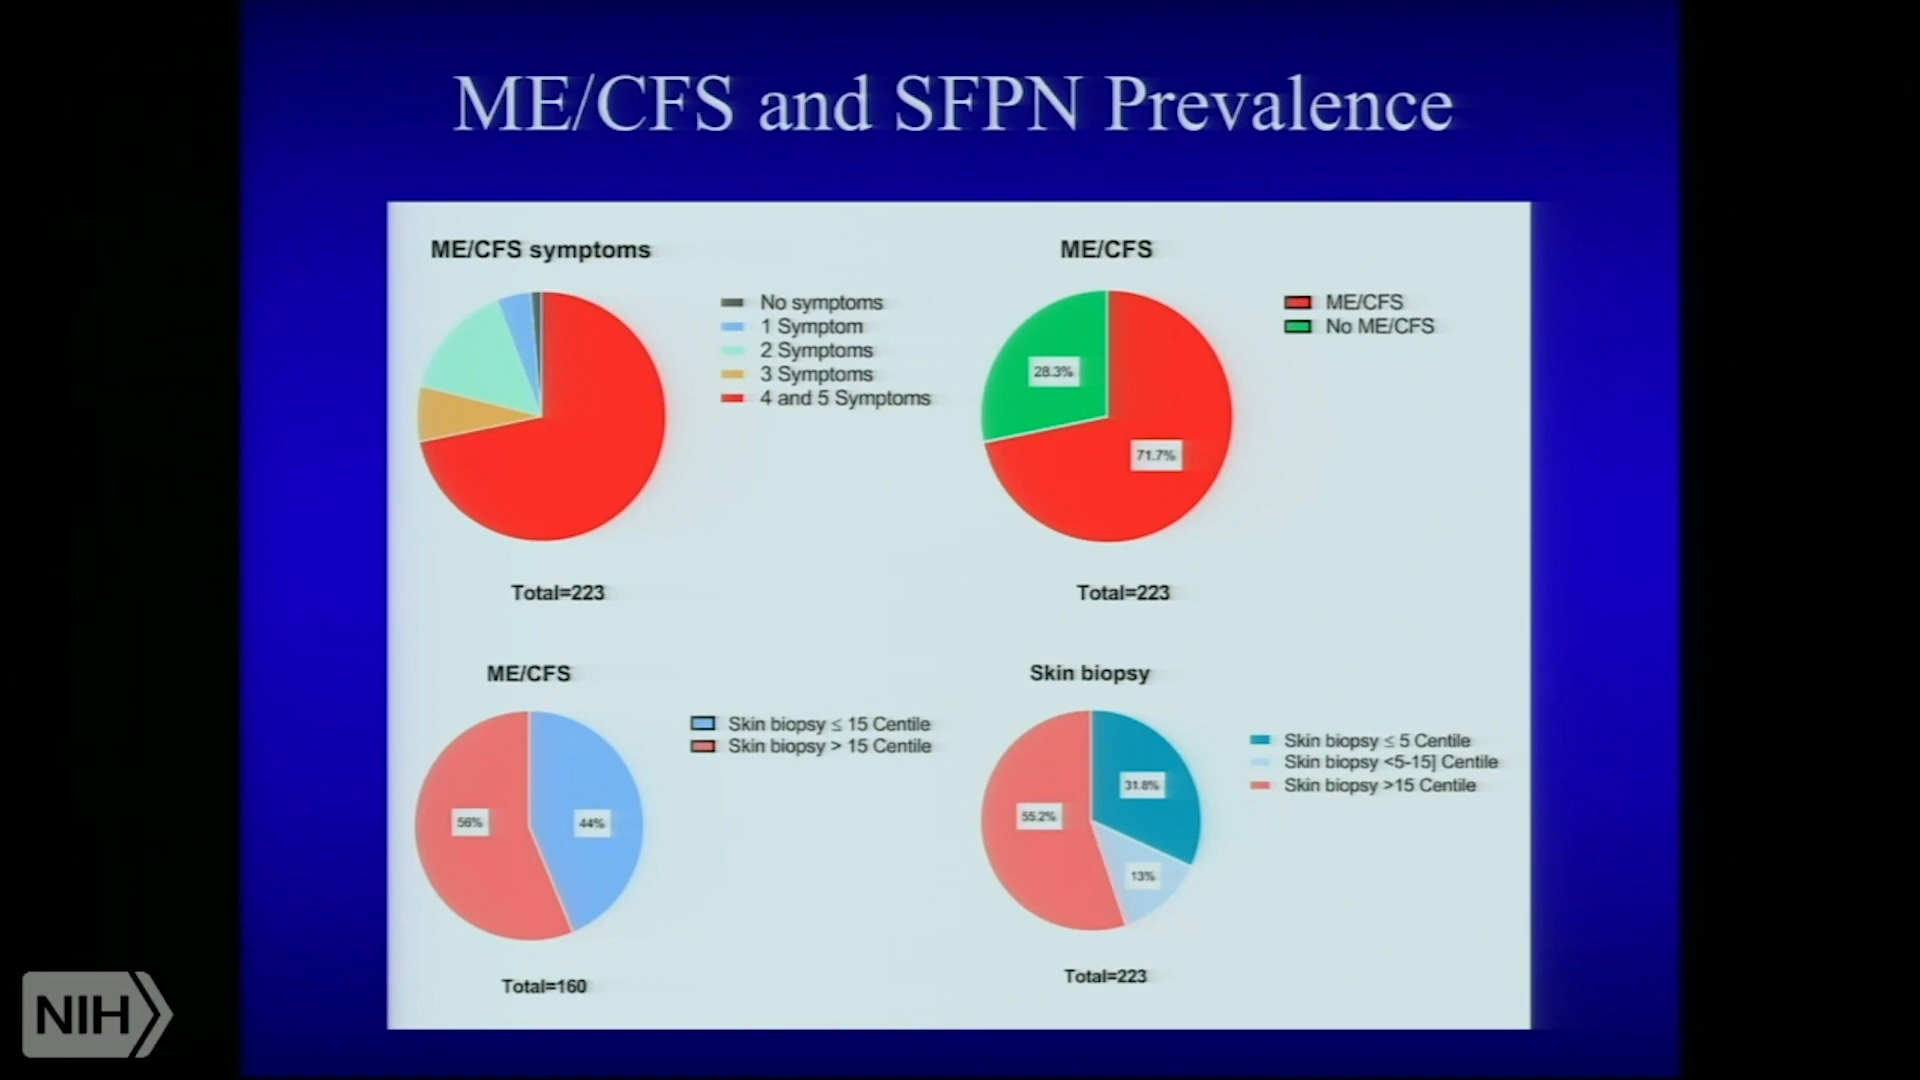 ME/CFS and SFPN Prevalence
ME/CFS symptoms
No symptoms
1 Symptom
2 Symptoms
3 Symptoms
4 and 5 Symptoms
Total=223
ME/CFS
ME/CFS
No ME/CFS
28.3%
71.7%
Total=223
ME/CFS
Skin biopsy ≤ 15 Centile
Skin biopsy > 15 Centile
56%
44%
Total=160
Skin biopsy
Skin biopsy ≤ 5 Centile
Skin biopsy <5-15] Centile
Skin biopsy >15 Centile
31.8%
55.2%
13%
Total=223
NIH